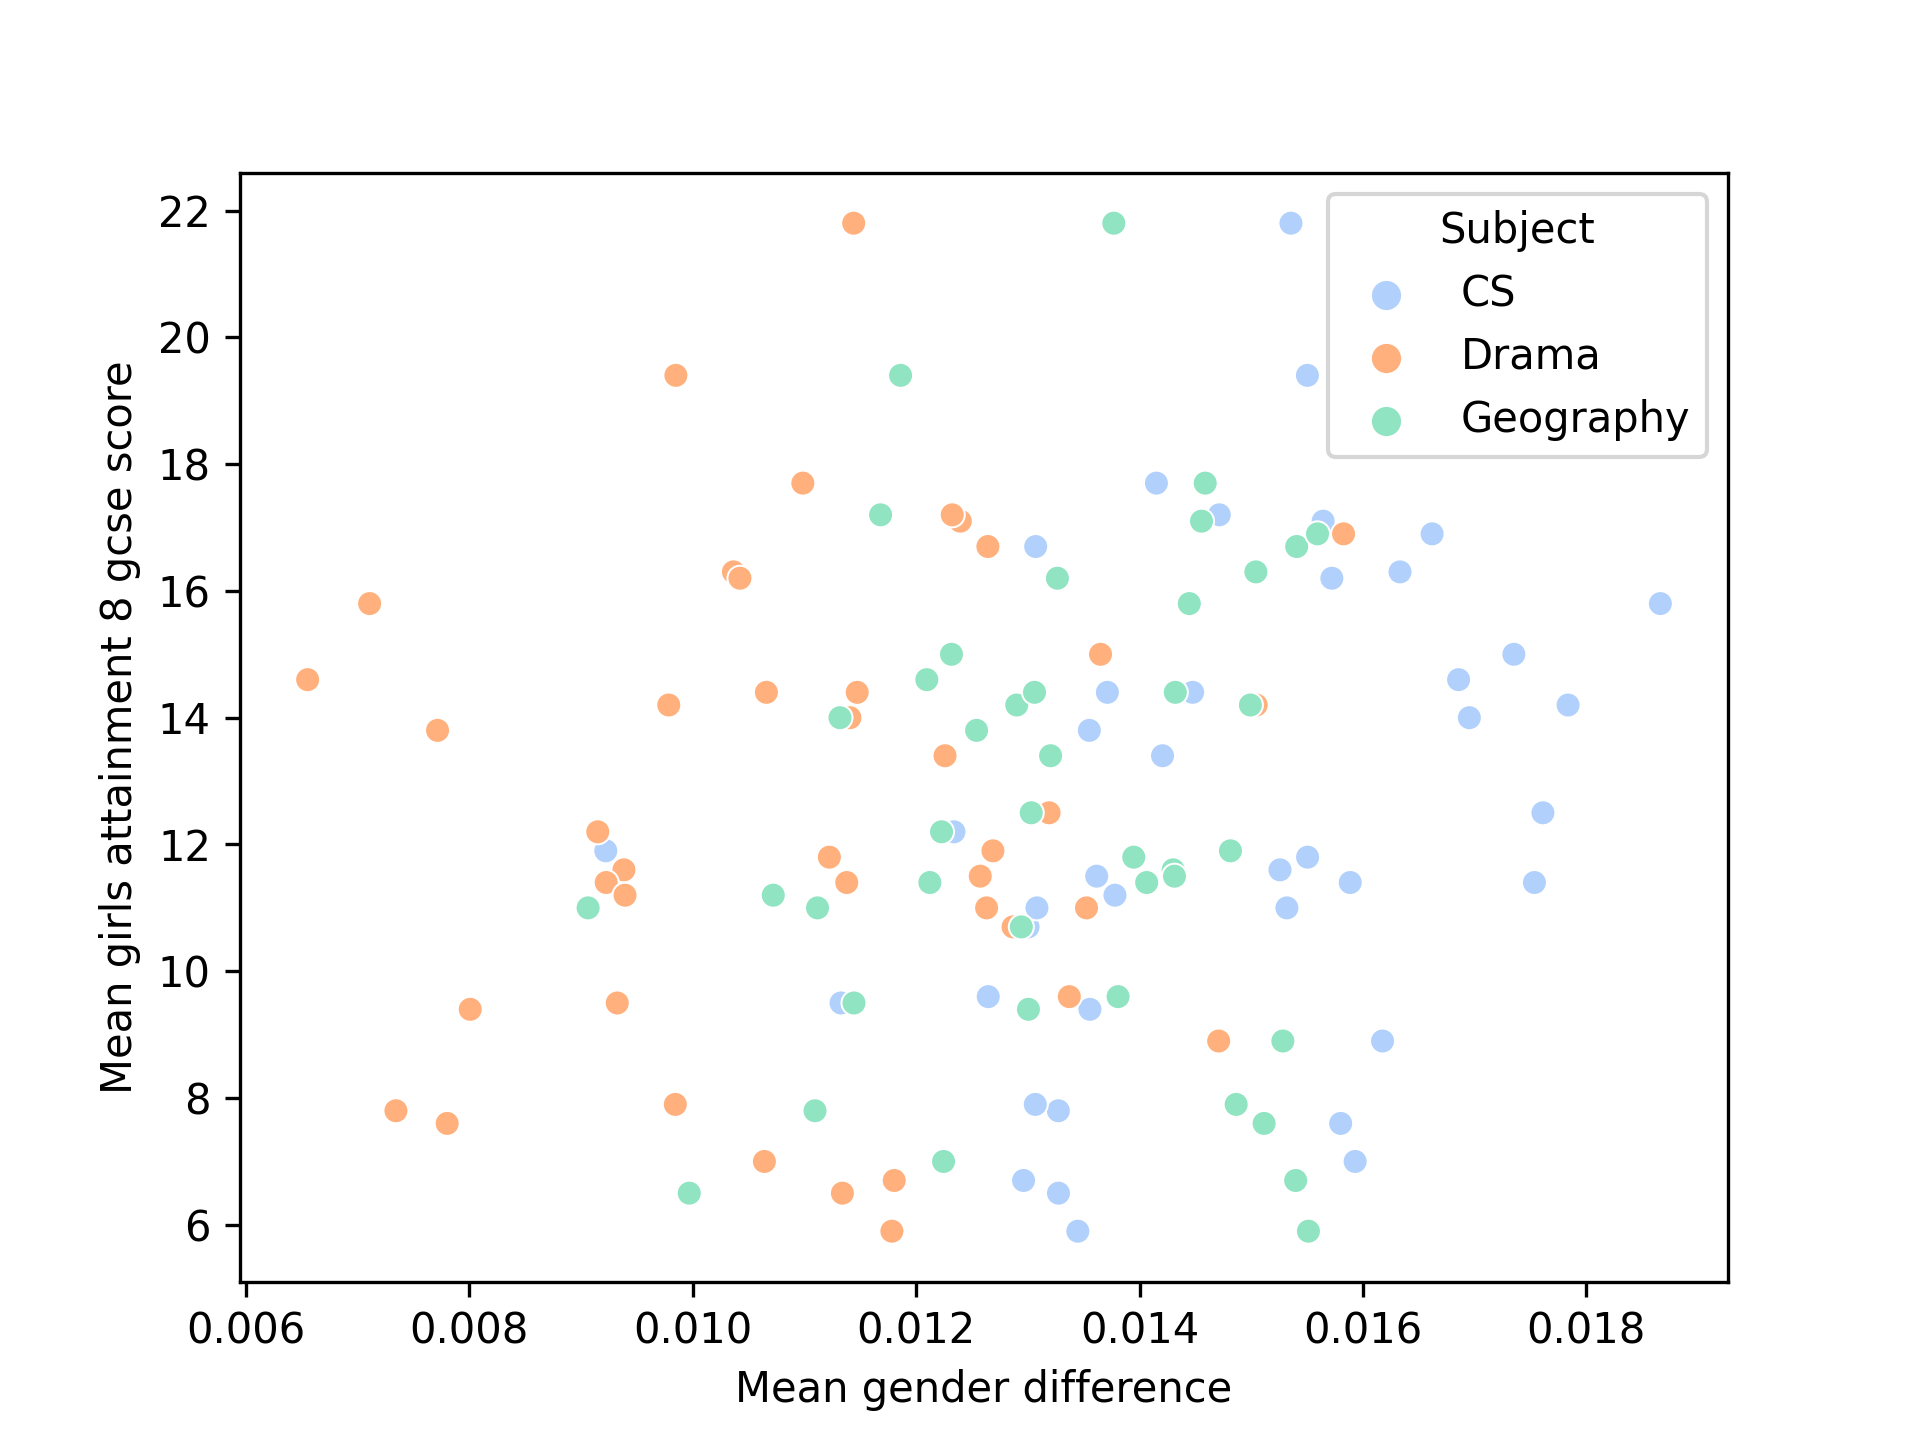 Subject
CS
Drama
Geography
22
20
18
16
14
12
10
8
6
Mean girls attainment 8 gcse score
0.006 0.008 0.010 0.012 0.014 0.016 0.018
Mean gender difference